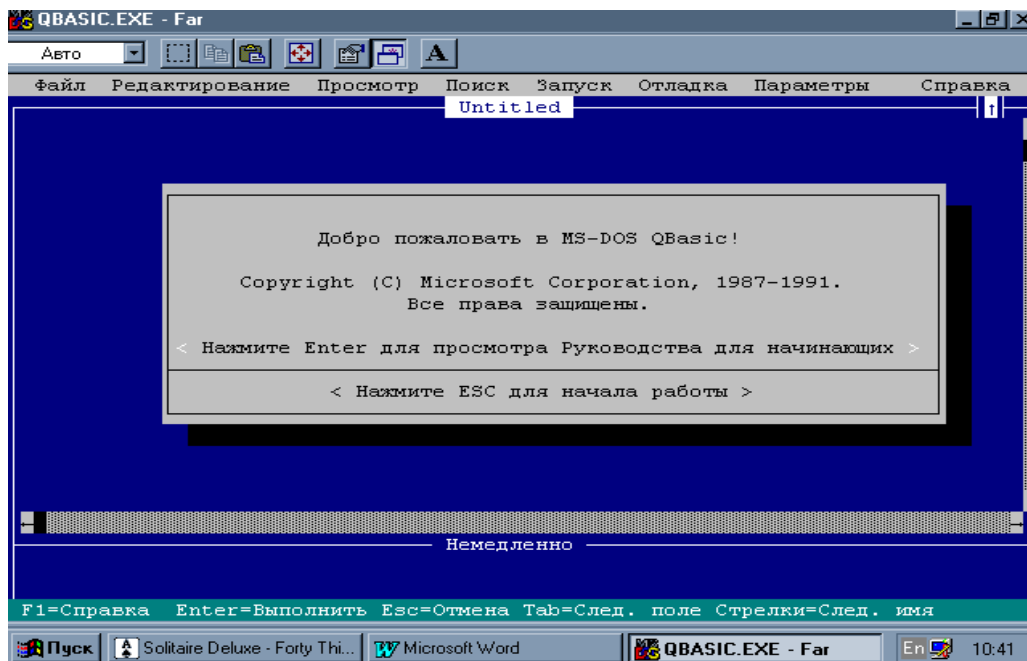 QBASIC.EXE - Far
Авто
A
Файл Редактирование Просмотр Поиск Запуск Отладка Параметры Справка
Untitled
Добро пожаловать в MS-DOS QBasic!
Copyright (C) Microsoft Corporation, 1987-1991.
Все права защищены.
< Нажмите Enter для просмотра Руководства для начинающих >
< Нажмите ESC для начала работы >
Немедленно
F1=Справка Enter=Выполнить Esc=Отмена Tab=След. поле Стрелки=След. имя
Пуск Solitaire Deluxe - Forty Thi... Microsoft Word QBASIC.EXE - Far En 10:41